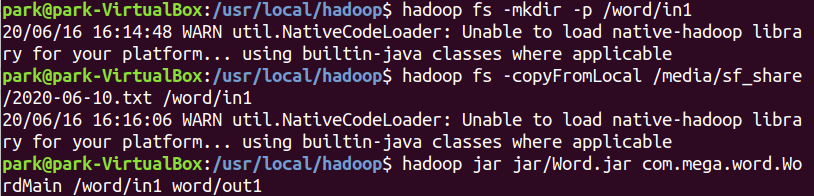 park@park-VirtualBox:/usr/local/hadoop$ hadoop fs -mkdir -p /word/in1
20/06/16 16:14:48 WARN util.NativeCodeLoader: Unable to load native-hadoop libra
ry for your platform... using builtin-java classes where applicable
park@park-VirtualBox:/usr/local/hadoop$ hadoop fs -copyFromLocal /media/sf_share
/2020-06-10.txt /word/in1
20/06/16 16:16:06 WARN util.NativeCodeLoader: Unable to load native-hadoop libra
ry for your platform... using builtin-java classes where applicable
park@park-VirtualBox:/usr/local/hadoop$ hadoop jar jar/Word.jar com.mega.word.Wo
rdMain /word/in1 word/out1